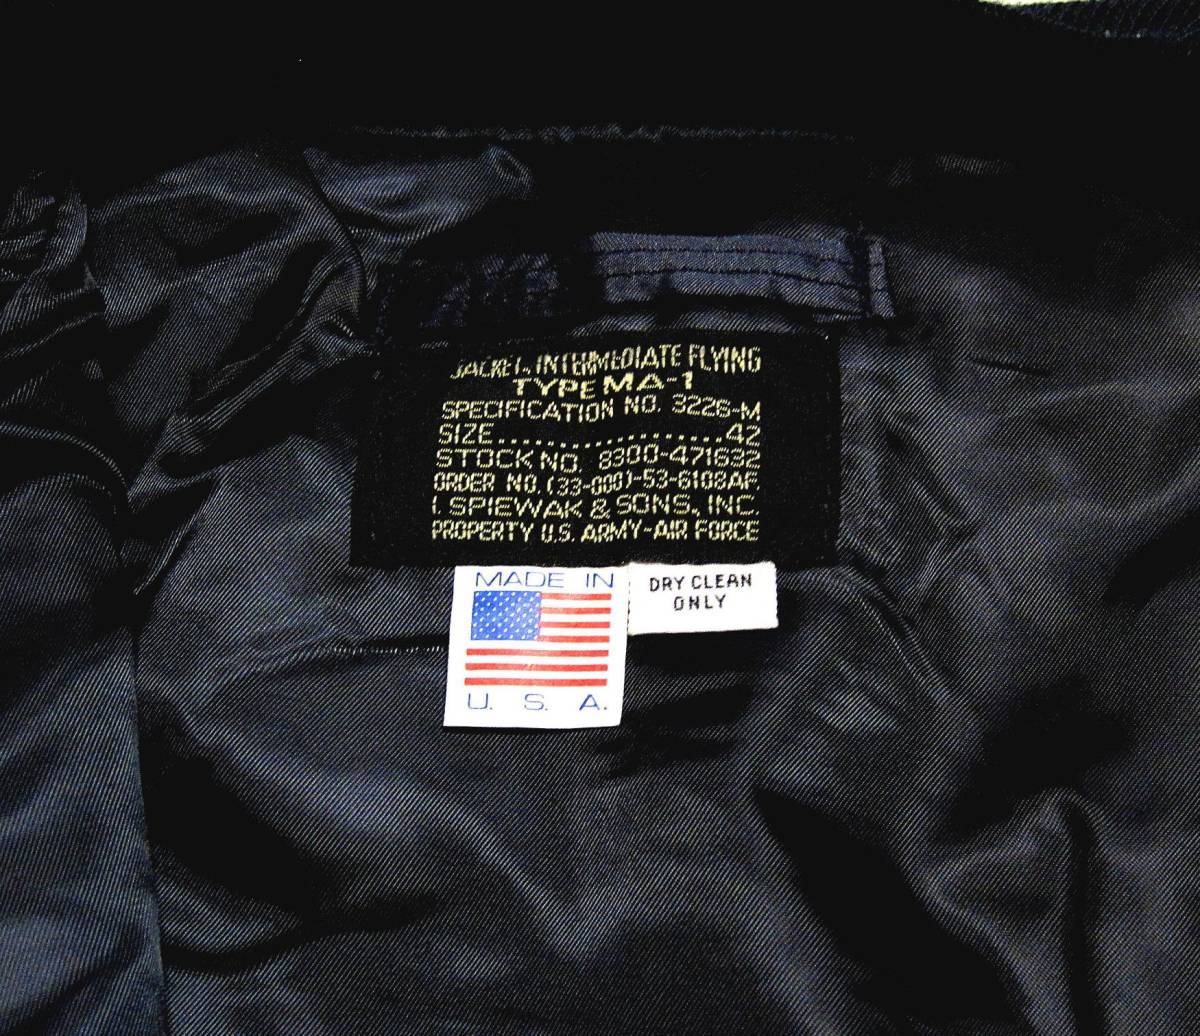 JACKET, INTERMEDIATE FLYING
TYPE MA-1
SPECIFICATION NO. 3226-M
SIZE......................42
STOCK NO. 8300-471632
ORDER NO. (33-000)-53-6108AF.
I. SPIEWAK & SONS, INC.
PROPERTY U.S. ARMY-AIR FORCE
MADE IN
U. S. A.
DRY CLEAN
ONLY